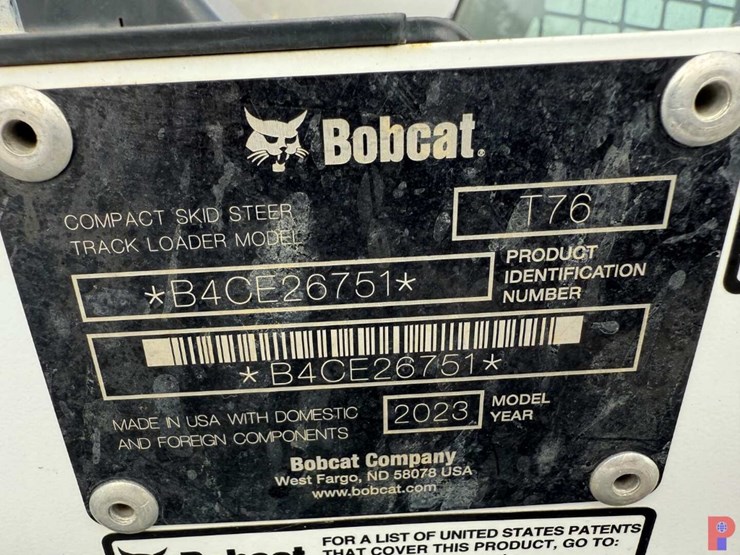 Bobcat®
COMPACT SKID STEER
TRACK LOADER MODEL
T76
*B4CE26751*
PRODUCT
IDENTIFICATION
NUMBER
*B4CE26751*
MADE IN USA WITH DOMESTIC
AND FOREIGN COMPONENTS
2023
MODEL
YEAR
Bobcat Company
West Fargo, ND 58078 USA
www.bobcat.com
Bobcat
FOR A LIST OF UNITED STATES PATENTS
THAT COVER THIS PRODUCT, GO TO: